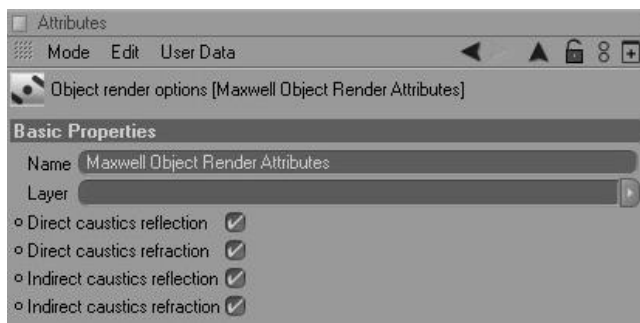 Attributes
Mode Edit User Data
Object render options [Maxwell Object Render Attributes]
Basic Properties
Name Maxwell Object Render Attributes
Layer
Direct caustics reflection
Direct caustics refraction
Indirect caustics reflection
Indirect caustics refraction